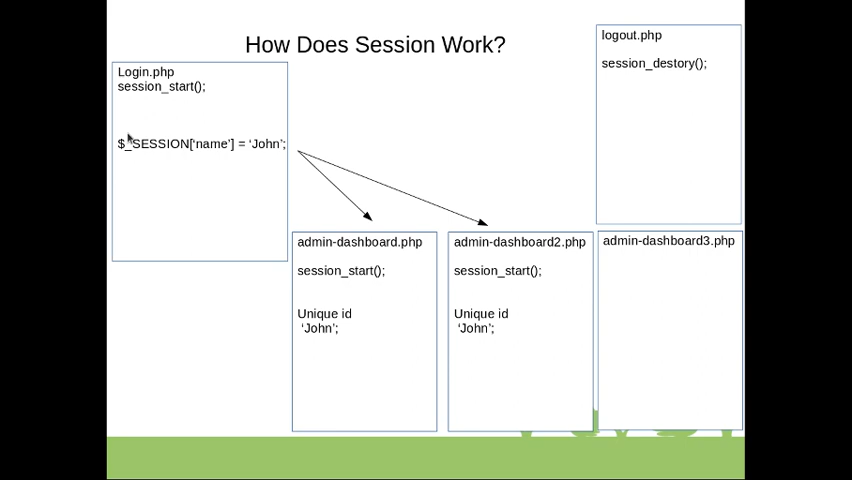 How Does Session Work?
Login.php
session_start();
$_SESSION[‘name’] = ‘John’;
logout.php
session_destory();
admin-dashboard.php
session_start();
Unique id
‘John’;
admin-dashboard2.php
session_start();
Unique id
‘John’;
admin-dashboard3.php